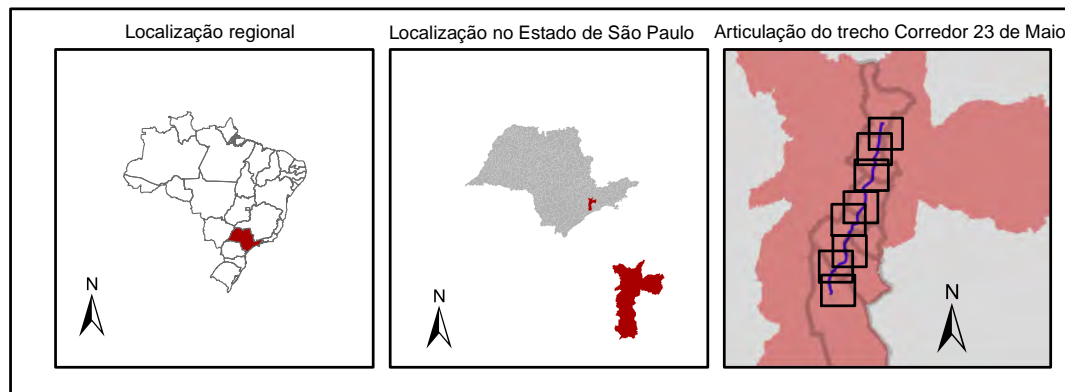 Localização regional
Localização no Estado de São Paulo
Articulação do trecho Corredor 23 de Maio
N
N
N